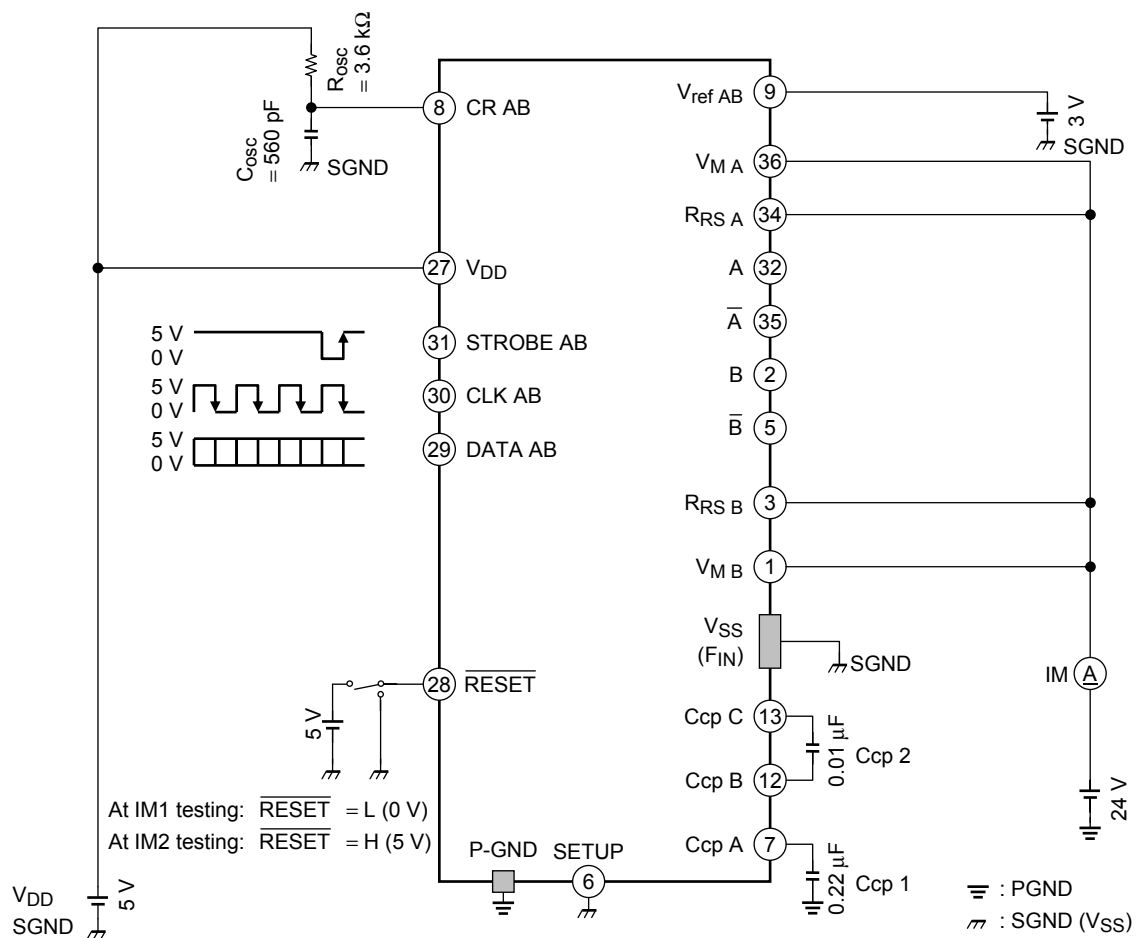 Rosc
= 3.6 kΩ
Cosc
= 560 pF
SGND
8
CR AB
Vref AB
9
3 V
SGND
VM A
36
RRS A
34
27
VDD
A
32
A̅
35
5 V
0 V
31
STROBE AB
B
2
5 V
0 V
30
CLK AB
B̅
5
5 V
0 V
29
DATA AB
RRS B
3
VM B
1
VSS
(FIN)
SGND
28
RESET
5 V
IM
A
Ccp C
13
0.01 µF
Ccp 2
Ccp B
12
24 V
At IM1 testing: RESET = L (0 V)
At IM2 testing: RESET = H (5 V)
P-GND
SETUP
6
Ccp A
7
0.22 µF
Ccp 1
VDD
SGND
5 V
: PGND
: SGND (VSS)